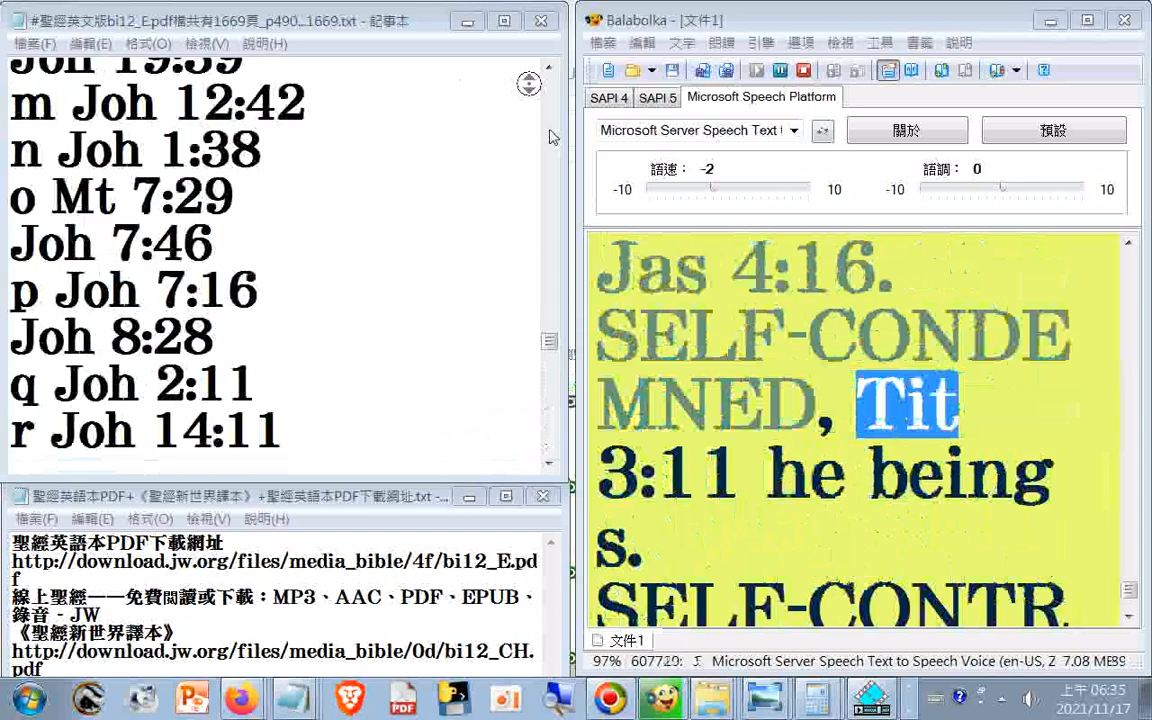 #聖經英文版bi12_E.pdf檔共有1669頁_p490...1669.txt - 記事本
檔案(F) 編輯(E) 格式(O) 檢視(V) 說明(H)
Joh 19:39
m Joh 12:42
n Joh 1:38
o Mt 7:29
Joh 7:46
p Joh 7:16
Joh 8:28
q Joh 2:11
r Joh 14:11
聖經英語本PDF+《聖經新世界譯本》+聖經英語本PDF下載網址.txt - ...
檔案(F) 編輯(E) 格式(O) 檢視(V) 說明(H)
聖經英語本PDF下載網址
http://download.jw.org/files/media_bible/4f/bi12_E.pd
f
線上聖經——免費閱讀或下載：MP3、AAC、PDF、EPUB、
錄音 - JW
《聖經新世界譯本》
http://download.jw.org/files/media_bible/0d/bi12_CH.
pdf
Balabolka - [文件1]
檔案 編輯 文字 朗讀 引擎 選項 檢視 工具 書籤 說明
SAPI 4 SAPI 5 Microsoft Speech Platform
Microsoft Server Speech Text 關於 預設
語速： -2 語調： 0
-10 10 -10 10
Jas 4:16.
SELF-CONDE
MNED, Tit
3:11 he being
s.
SELF-CONTR
文件1
97% Microsoft Server Speech Text to Speech Voice (en-US, Z 7.08 MB
上午 06:35
2021/11/17